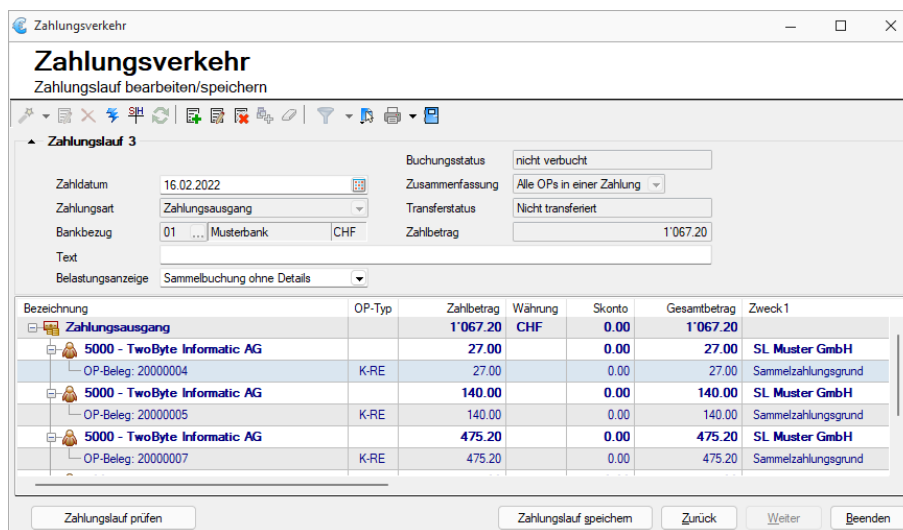 Zahlungsverkehr
Zahlungsverkehr
Zahlungslauf bearbeiten/speichern
SH
Zahlungslauf 3
Buchungsstatus nicht verbucht
Zahldatum 16.02.2022 Zusammenfassung Alle OPs in einer Zahlung
Zahlungsart Zahlungsausgang Transferstatus Nicht transferiert
Bankbezug 01 ... Musterbank CHF Zahlbetrag 1'067.20
Text
Belastungsanzeige Sammelbuchung ohne Details
Bezeichnung OP-Typ Zahlbetrag Währung Skonto Gesamtbetrag Zweck1
Zahlungsausgang 1'067.20 CHF 0.00 1'067.20
5000 - TwoByte Informatic AG 27.00 0.00 27.00 SL Muster GmbH
OP-Beleg: 20000004 K-RE 27.00 0.00 27.00 Sammelzahlungsgrund
5000 - TwoByte Informatic AG 140.00 0.00 140.00 SL Muster GmbH
OP-Beleg: 20000005 K-RE 140.00 0.00 140.00 Sammelzahlungsgrund
5000 - TwoByte Informatic AG 475.20 0.00 475.20 SL Muster GmbH
OP-Beleg: 20000007 K-RE 475.20 0.00 475.20 Sammelzahlungsgrund
Zahlungslauf prüfen Zahlungslauf speichern Zurück Weiter Beenden